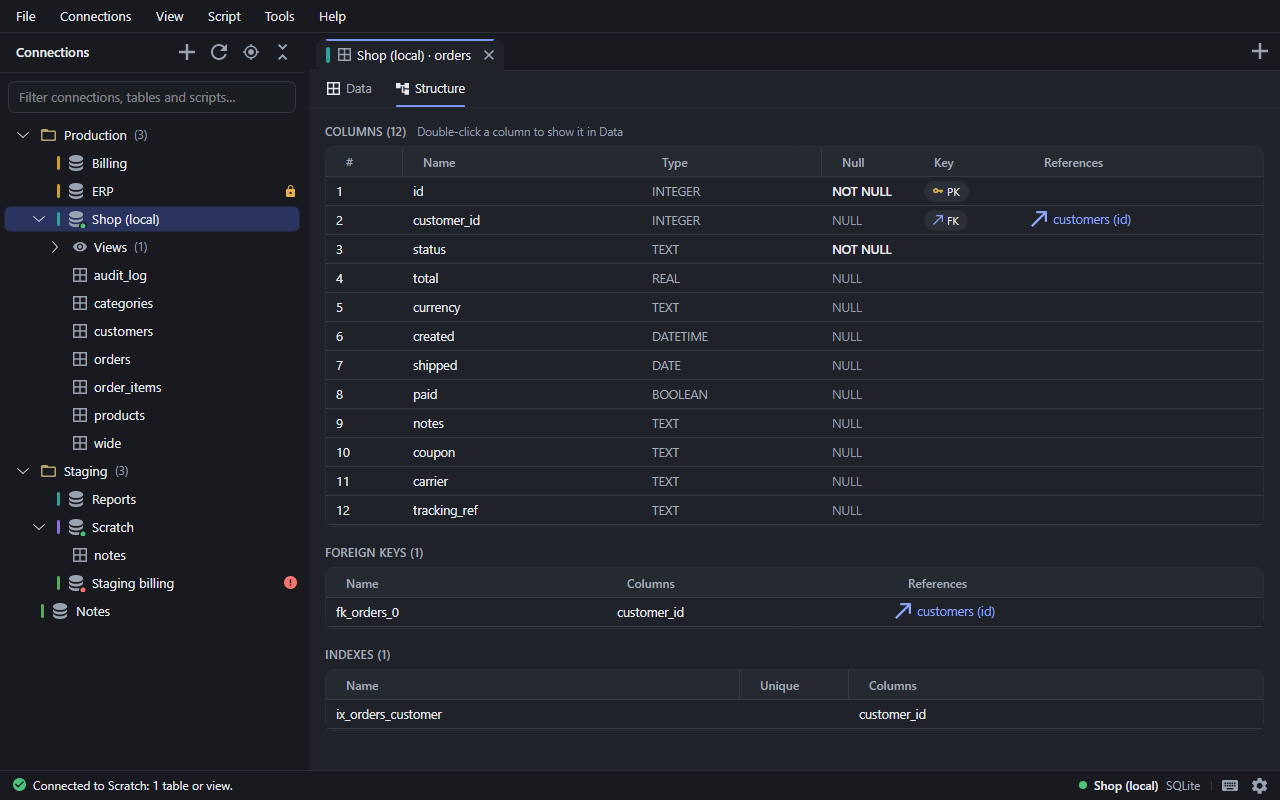 File Connections View Script Tools Help
Connections
Shop (local) · orders
Filter connections, tables and scripts...
Production (3)
Billing
ERP
Shop (local)
Views (1)
audit_log
categories
customers
orders
order_items
products
wide
Staging (3)
Reports
Scratch
notes
Staging billing
Notes
Data Structure
COLUMNS (12) Double-click a column to show it in Data
# Name Type Null Key References
1 id INTEGER NOT NULL PK
2 customer_id INTEGER NULL FK customers (id)
3 status TEXT NOT NULL
4 total REAL NULL
5 currency TEXT NULL
6 created DATETIME NULL
7 shipped DATE NULL
8 paid BOOLEAN NULL
9 notes TEXT NULL
10 coupon TEXT NULL
11 carrier TEXT NULL
12 tracking_ref TEXT NULL
FOREIGN KEYS (1)
Name Columns References
fk_orders_0 customer_id customers (id)
INDEXES (1)
Name Unique Columns
ix_orders_customer customer_id
Connected to Scratch: 1 table or view.
Shop (local) SQLite